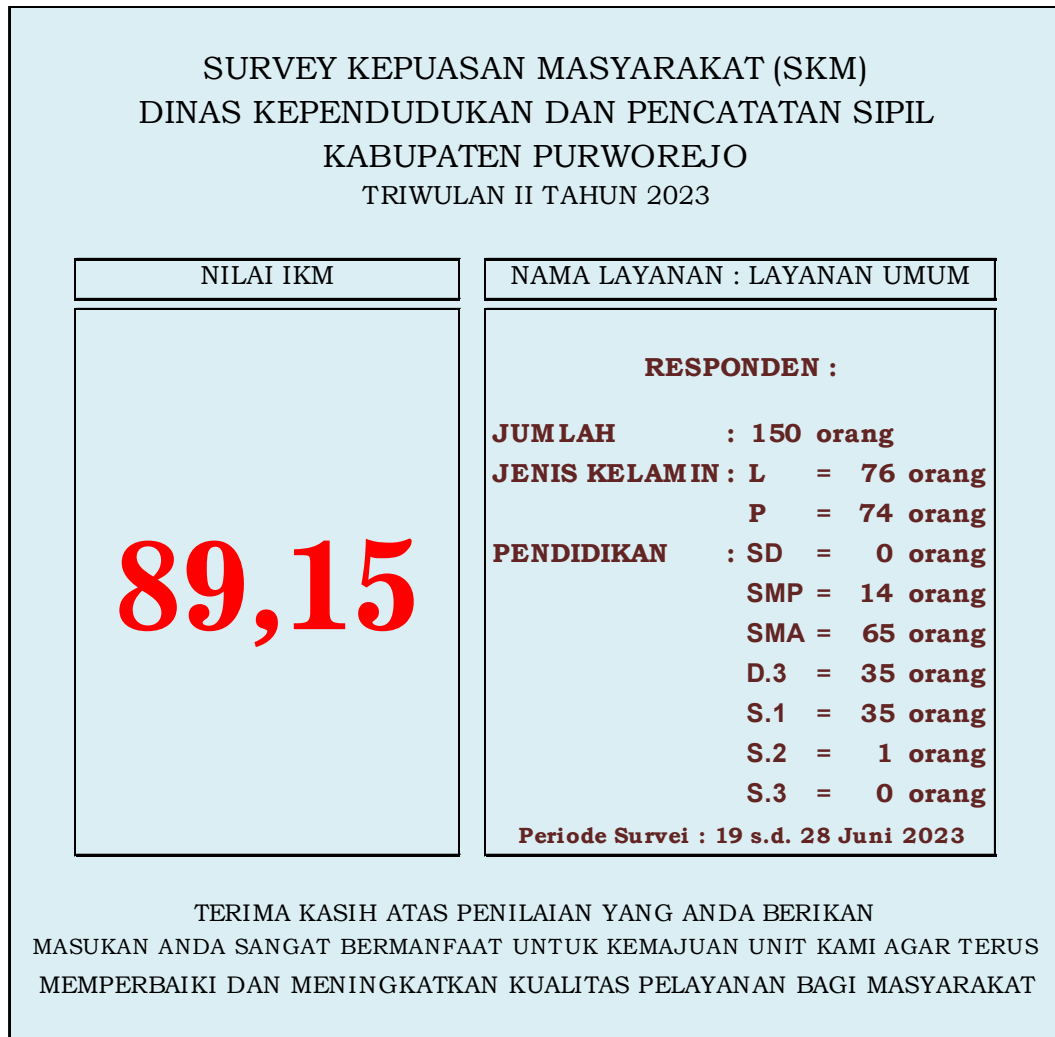 SURVEY KEPUASAN MASYARAKAT (SKM)
DINAS KEPENDUDUKAN DAN PENCATATAN SIPIL
KABUPATEN PURWOREJO
TRIWULAN II TAHUN 2023
NILAI IKM
89,15
NAMA LAYANAN : LAYANAN UMUM
RESPONDEN :
JUMLAH : 150 orang
JENIS KELAMIN : L = 76 orang
P = 74 orang
PENDIDIKAN : SD = 0 orang
SMP = 14 orang
SMA = 65 orang
D.3 = 35 orang
S.1 = 35 orang
S.2 = 1 orang
S.3 = 0 orang
Periode Survei : 19 s.d. 28 Juni 2023
TERIMA KASIH ATAS PENILAIAN YANG ANDA BERIKAN
MASUKAN ANDA SANGAT BERMANFAAT UNTUK KEMAJUAN UNIT KAMI AGAR TERUS
MEMPERBAIKI DAN MENINGKATKAN KUALITAS PELAYANAN BAGI MASYARAKAT